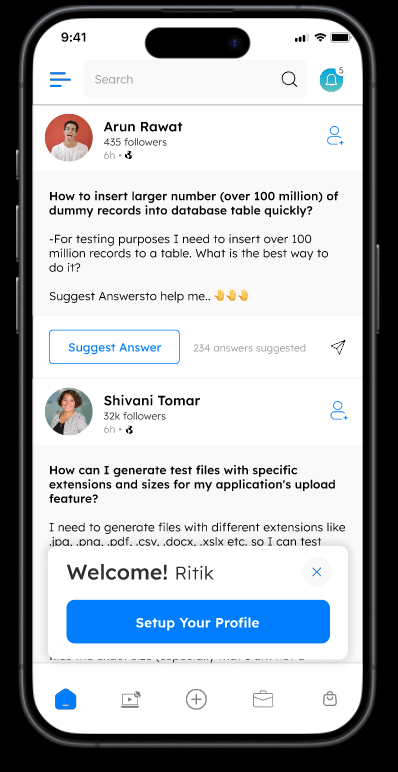 9:41
Search
5
Arun Rawat
435 followers
6h •
How to insert larger number (over 100 million) of
dummy records into database table quickly?
-For testing purposes I need to insert over 100
million records to a table. What is the best way to
do it?
Suggest Answersto help me.. 🤚🤚🤚
Suggest Answer
234 answers suggested
Shivani Tomar
32k followers
6h •
How can I generate test files with specific
extensions and sizes for my application's upload
feature?
I need to generate files with different extensions like
.jpg, .png, .pdf, .csv, .docx, .xslx etc. so I can test
Welcome! Ritik
Setup Your Profile